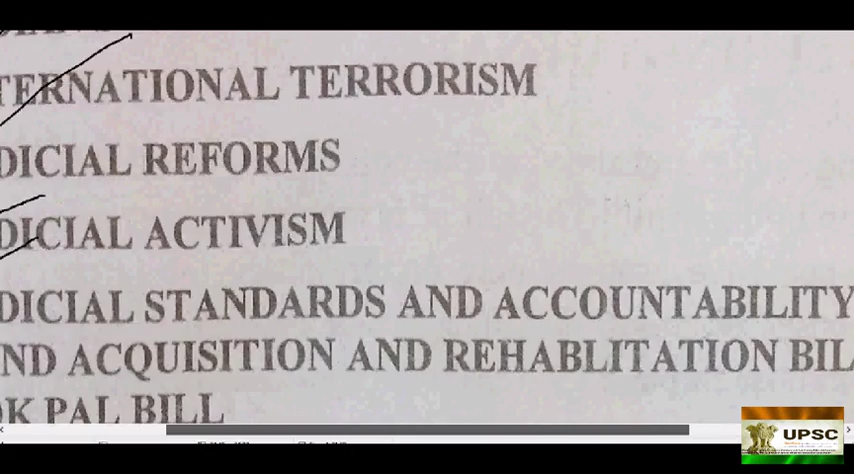 TERNATIONAL TERRORISM
DICIAL REFORMS
DICIAL ACTIVISM
DICIAL STANDARDS AND ACCOUNTABILITY
ND ACQUISITION AND REHABLITATION BIL
OK PAL BILL
UPSC